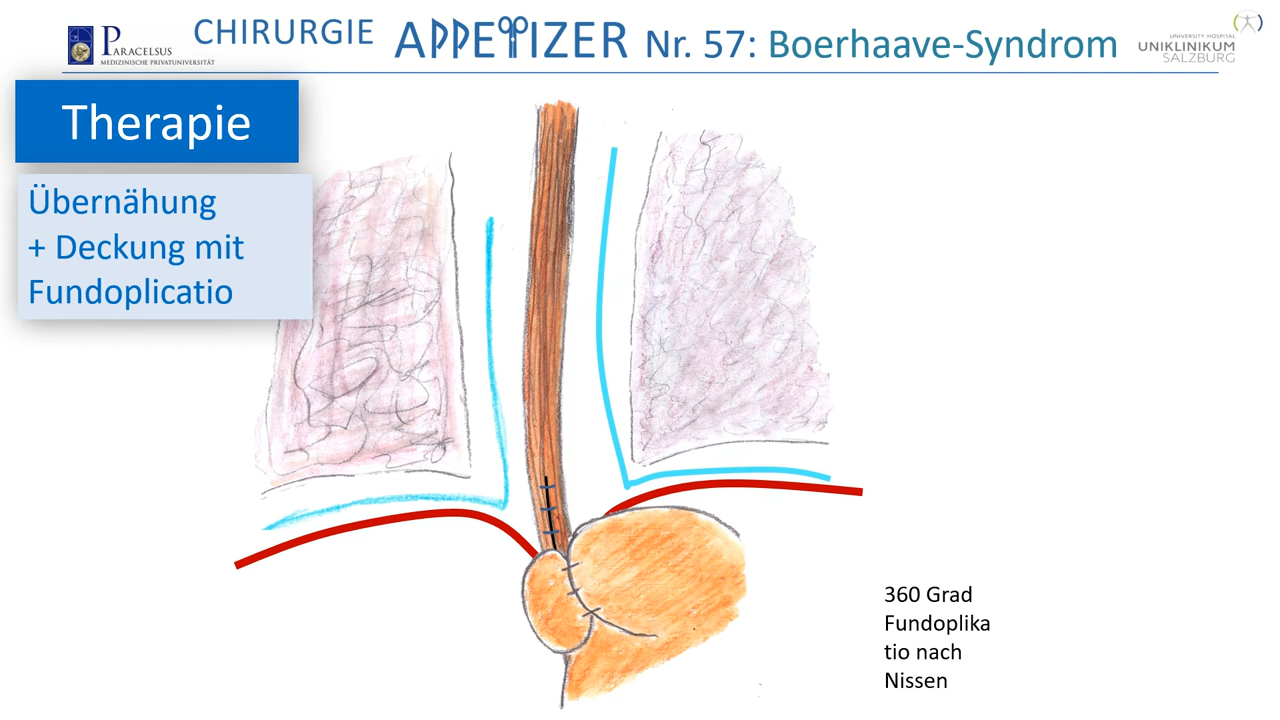 PARACELSUS
MEDIZINISCHE PRIVATUNIVERSITÄT
CHIRURGIE APPETIZER Nr. 57: Boerhaave-Syndrom
UNIVERSITY HOSPITAL
UNIKLINIKUM
SALZBURG
Therapie
Übernähung
+ Deckung mit
Fundoplicatio
360 Grad
Fundoplika
tio nach
Nissen